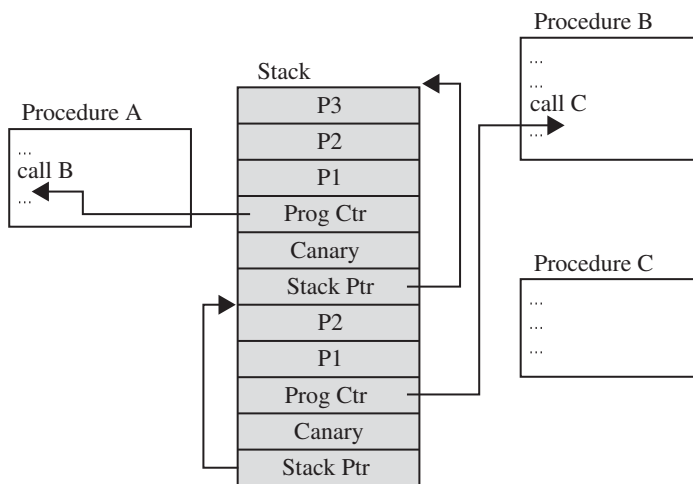 Procedure A
...
call B
...
Stack
P3
P2
P1
Prog Ctr
Canary
Stack Ptr
P2
P1
Prog Ctr
Canary
Stack Ptr
Procedure B
...
...
call C
...
Procedure C
...
...
...